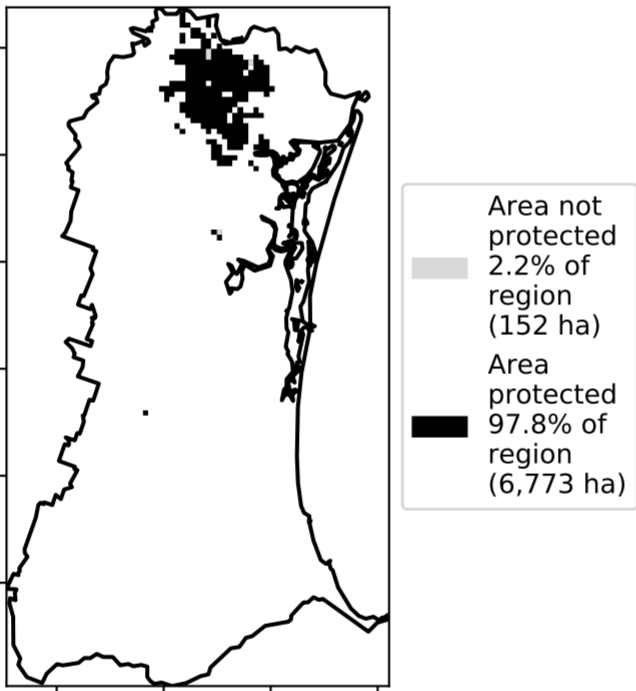 Area not
protected
2.2% of
region
(152 ha)
Area
protected
97.8% of
region
(6,773 ha)